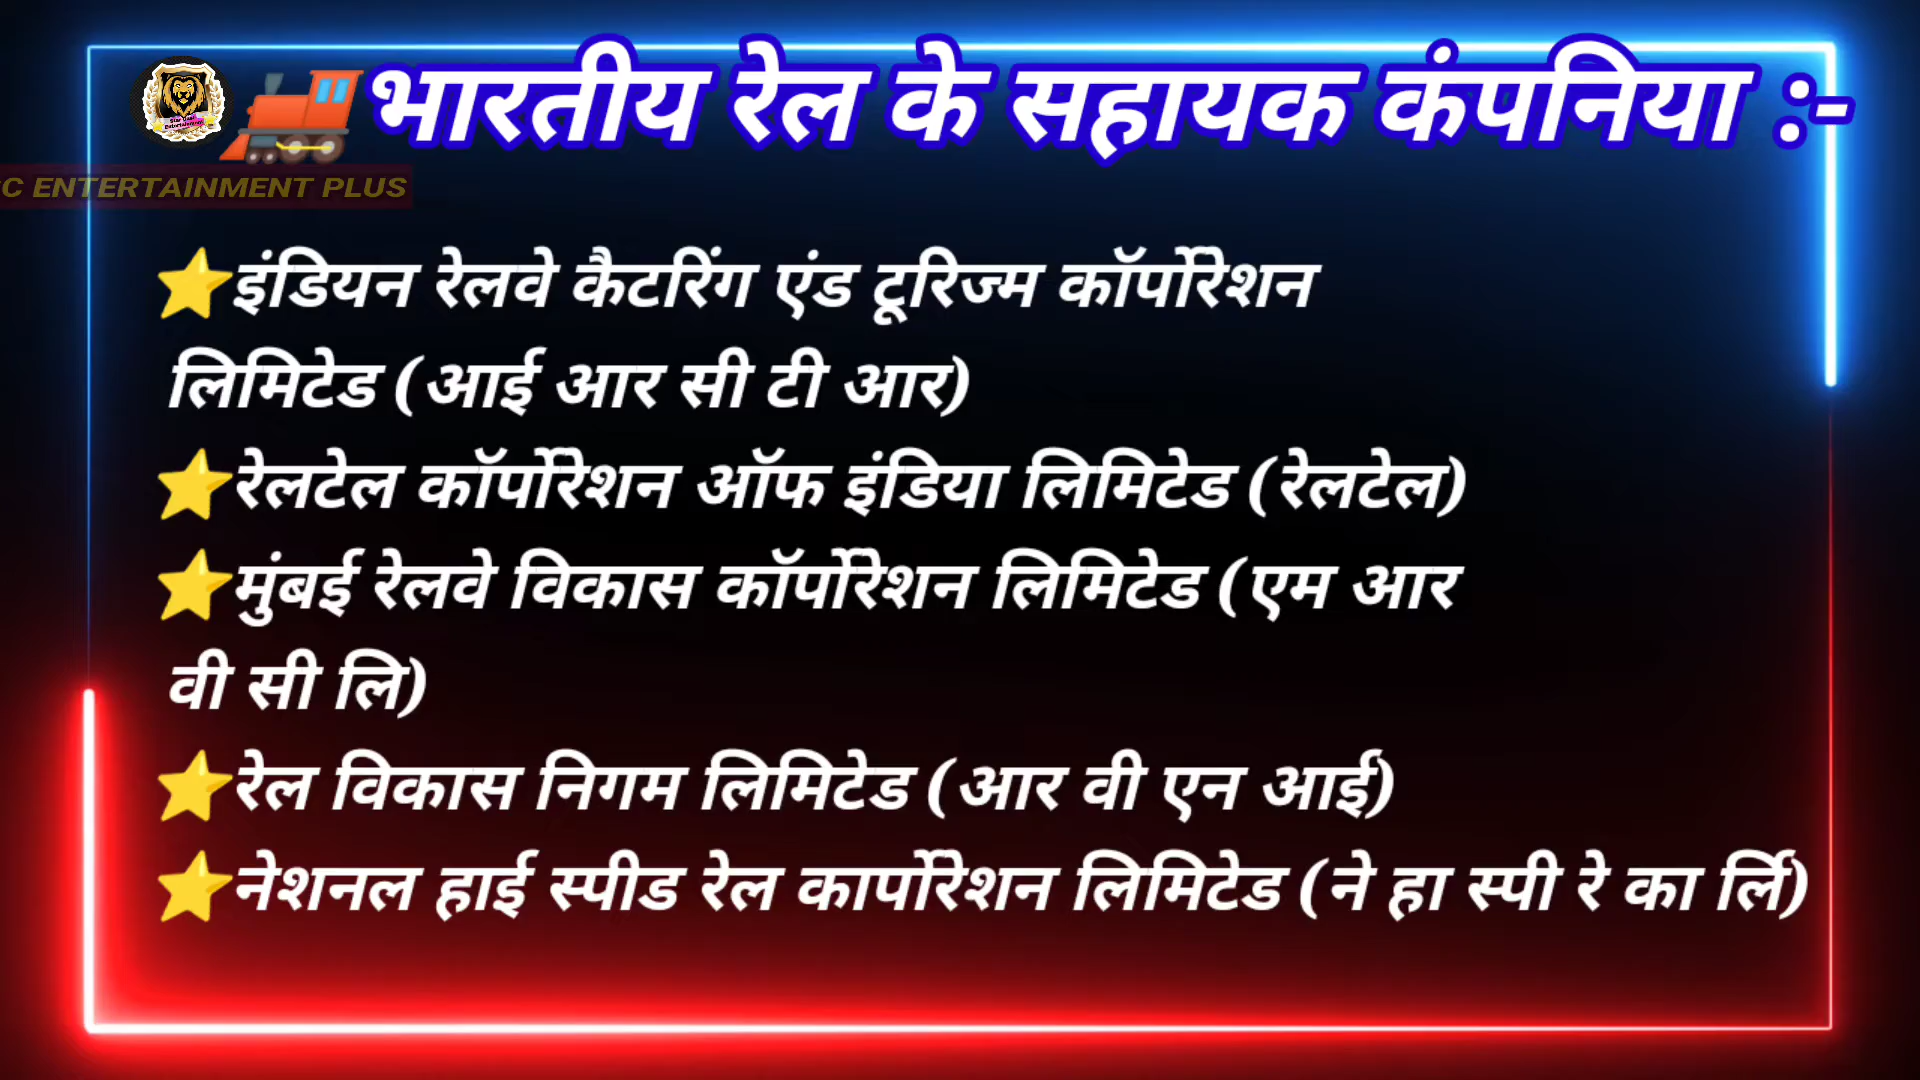 भारतीय रेल के सहायक कंपनिया :-
C ENTERTAINMENT PLUS
इंडियन रेलवे कैटरिंग एंड टूरिज्म कॉर्पोरेशन
लिमिटेड (आई आर सी टी आर)
रेलटेल कॉर्पोरेशन ऑफ इंडिया लिमिटेड (रेलटेल)
मुंबई रेलवे विकास कॉर्पोरेशन लिमिटेड (एम आर
वी सी लि)
रेल विकास निगम लिमिटेड (आर वी एन आई)
नेशनल हाई स्पीड रेल कार्पोरेशन लिमिटेड (ने हा स्पी रे का र्लि)